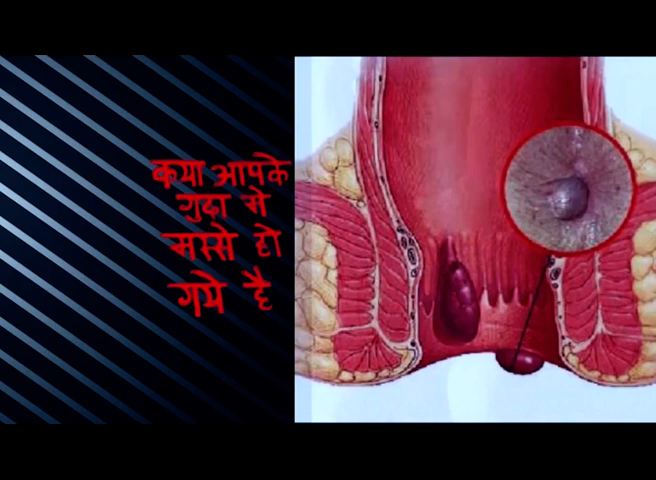 क्या आपके
गुदा मे
मस्से हो
गये है